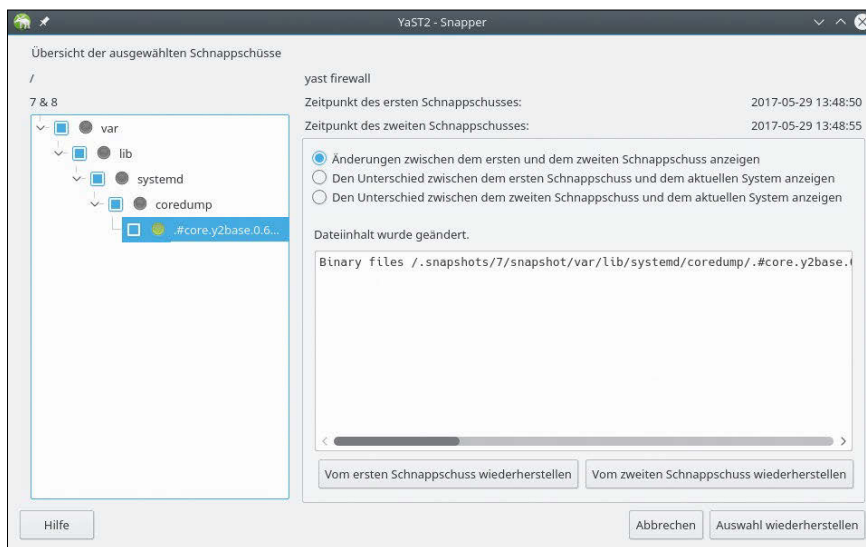 YaST2 - Snapper
Übersicht der ausgewählten Schnappschüsse
/
7 & 8
var
lib
systemd
coredump
.#core.y2base.0.6...
yast firewall
Zeitpunkt des ersten Schnappschusses: 2017-05-29 13:48:50
Zeitpunkt des zweiten Schnappschusses: 2017-05-29 13:48:55
Änderungen zwischen dem ersten und dem zweiten Schnappschuss anzeigen
Den Unterschied zwischen dem ersten Schnappschuss und dem aktuellen System anzeigen
Den Unterschied zwischen dem zweiten Schnappschuss und dem aktuellen System anzeigen
Dateiinhalt wurde geändert.
Binary files /.snapshots/7/snapshot/var/lib/systemd/coredump/.#core.y2base.
Vom ersten Schnappschuss wiederherstellen
Vom zweiten Schnappschuss wiederherstellen
Hilfe
Abbrechen
Auswahl wiederherstellen